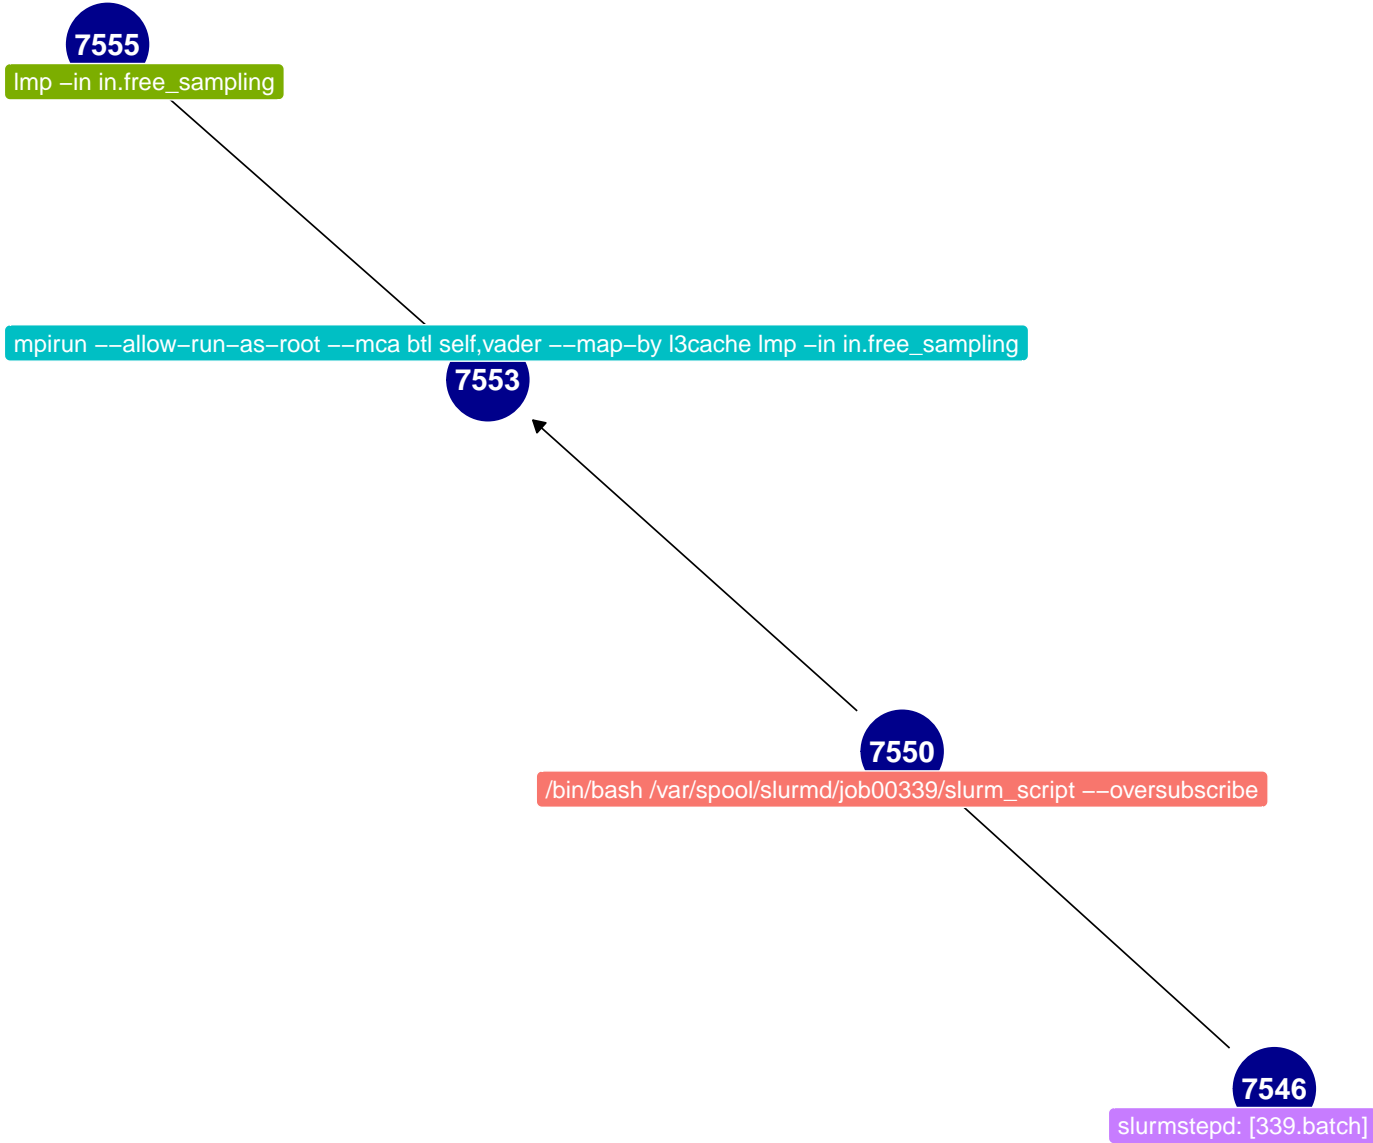 7555
lmp −in in.free_sampling
mpirun −−allow−run−as−root −−mca btl self,vader −−map−by l3cache lmp −in in.free_sampling
7553
7550
/bin/bash /var/spool/slurmd/job00339/slurm_script −−oversubscribe
7546
slurmstepd: [339.batch]